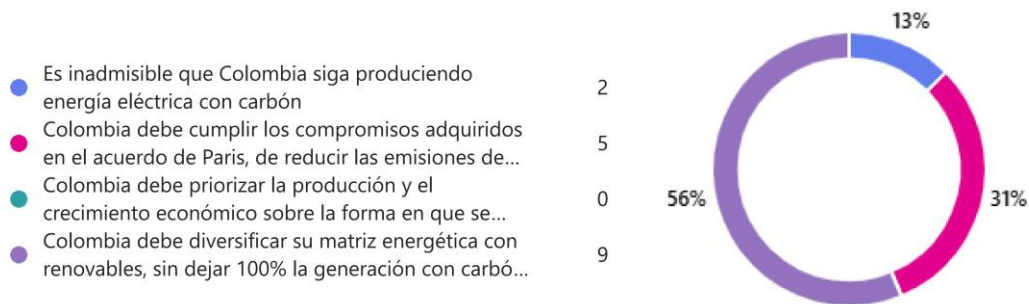 13%
Es inadmisible que Colombia siga produciendo
energía eléctrica con carbón
2
Colombia debe cumplir los compromisos adquiridos
en el acuerdo de Paris, de reducir las emisiones de...
5
Colombia debe priorizar la producción y el
crecimiento económico sobre la forma en que se...
0
Colombia debe diversificar su matriz energética con
renovables, sin dejar 100% la generación con carbó...
9
56%
31%